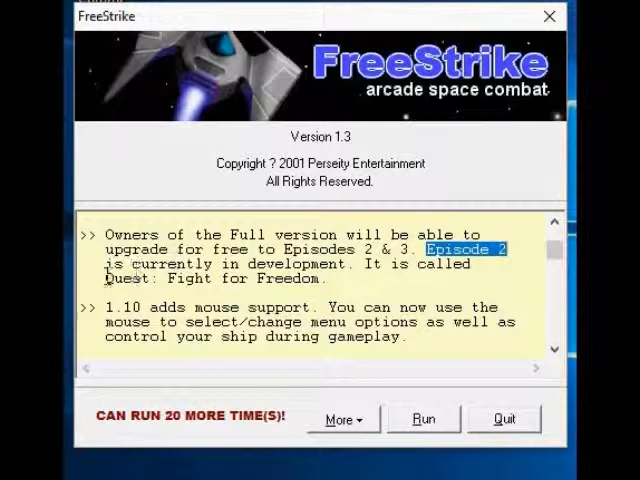 FreeStrike
FreeStrike
arcade space combat
Version 1.3
Copyright ? 2001 Perseity Entertainment
All Rights Reserved.
>> Owners of the Full version will be able to
upgrade for free to Episodes 2 & 3. Episode 2
is currently in development. It is called
Quest: Fight for Freedom.
>> 1.10 adds mouse support. You can now use the
mouse to select/change menu options as well as
control your ship during gameplay.
CAN RUN 20 MORE TIME(S)!
More
Run
Quit